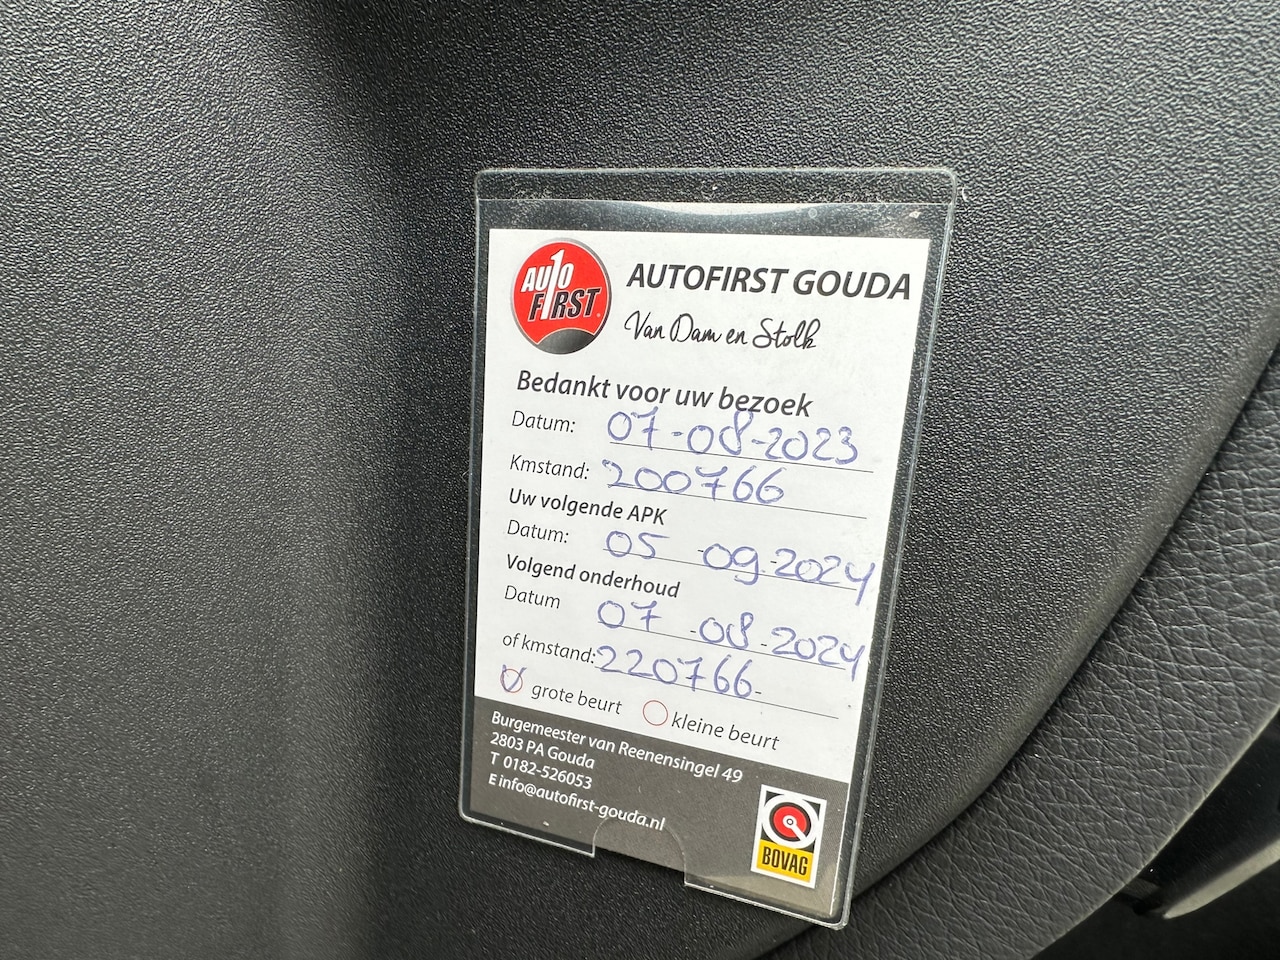 AUTO
FIRST
AUTOFIRST GOUDA
Van Dam en Stolk
Bedankt voor uw bezoek
Datum: 07-08-2023
Kmstand: 200766
Uw volgende APK
Datum: 05 -09-2024
Volgend onderhoud
Datum 07 -08-2024
of kmstand: 220766-
grote beurt kleine beurt
Burgemeester van Reenensingel 49
2803 PA Gouda
T 0182-526053
E info@autofirst-gouda.nl
BOVAG